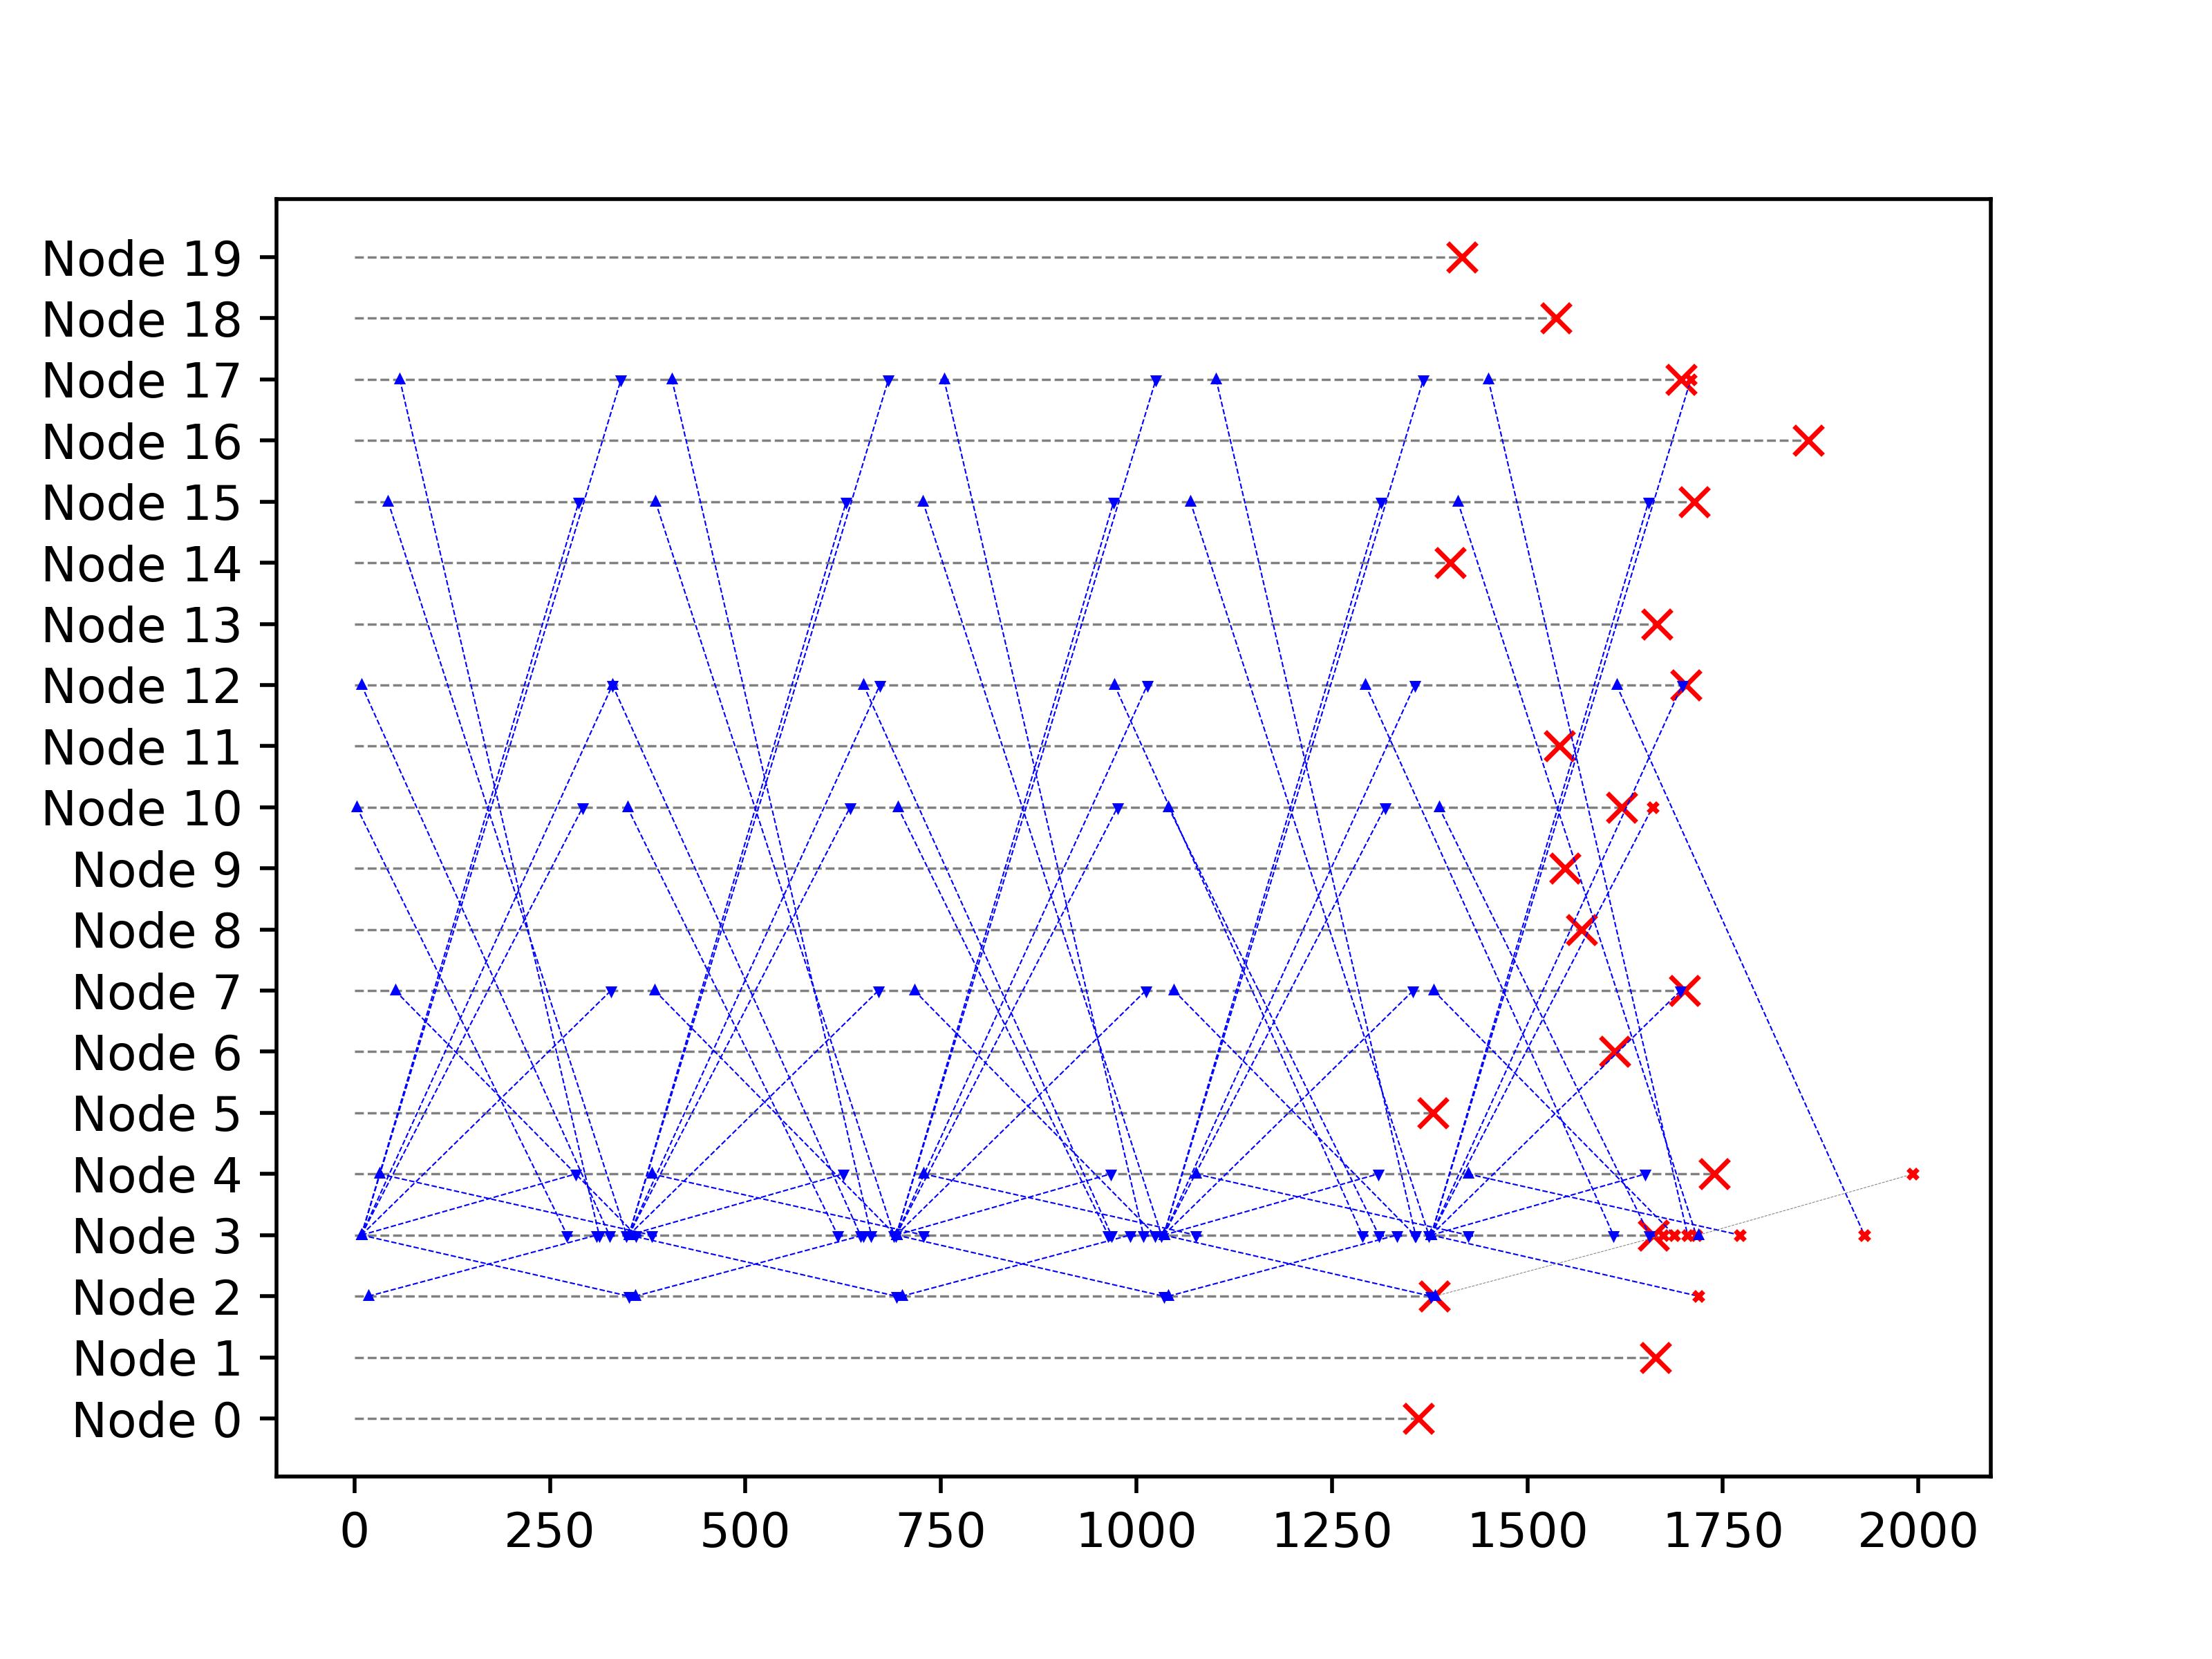 Node 19
Node 18
Node 17
Node 16
Node 15
Node 14
Node 13
Node 12
Node 11
Node 10
Node 9
Node 8
Node 7
Node 6
Node 5
Node 4
Node 3
Node 2
Node 1
Node 0
0 250 500 750 1000 1250 1500 1750 2000